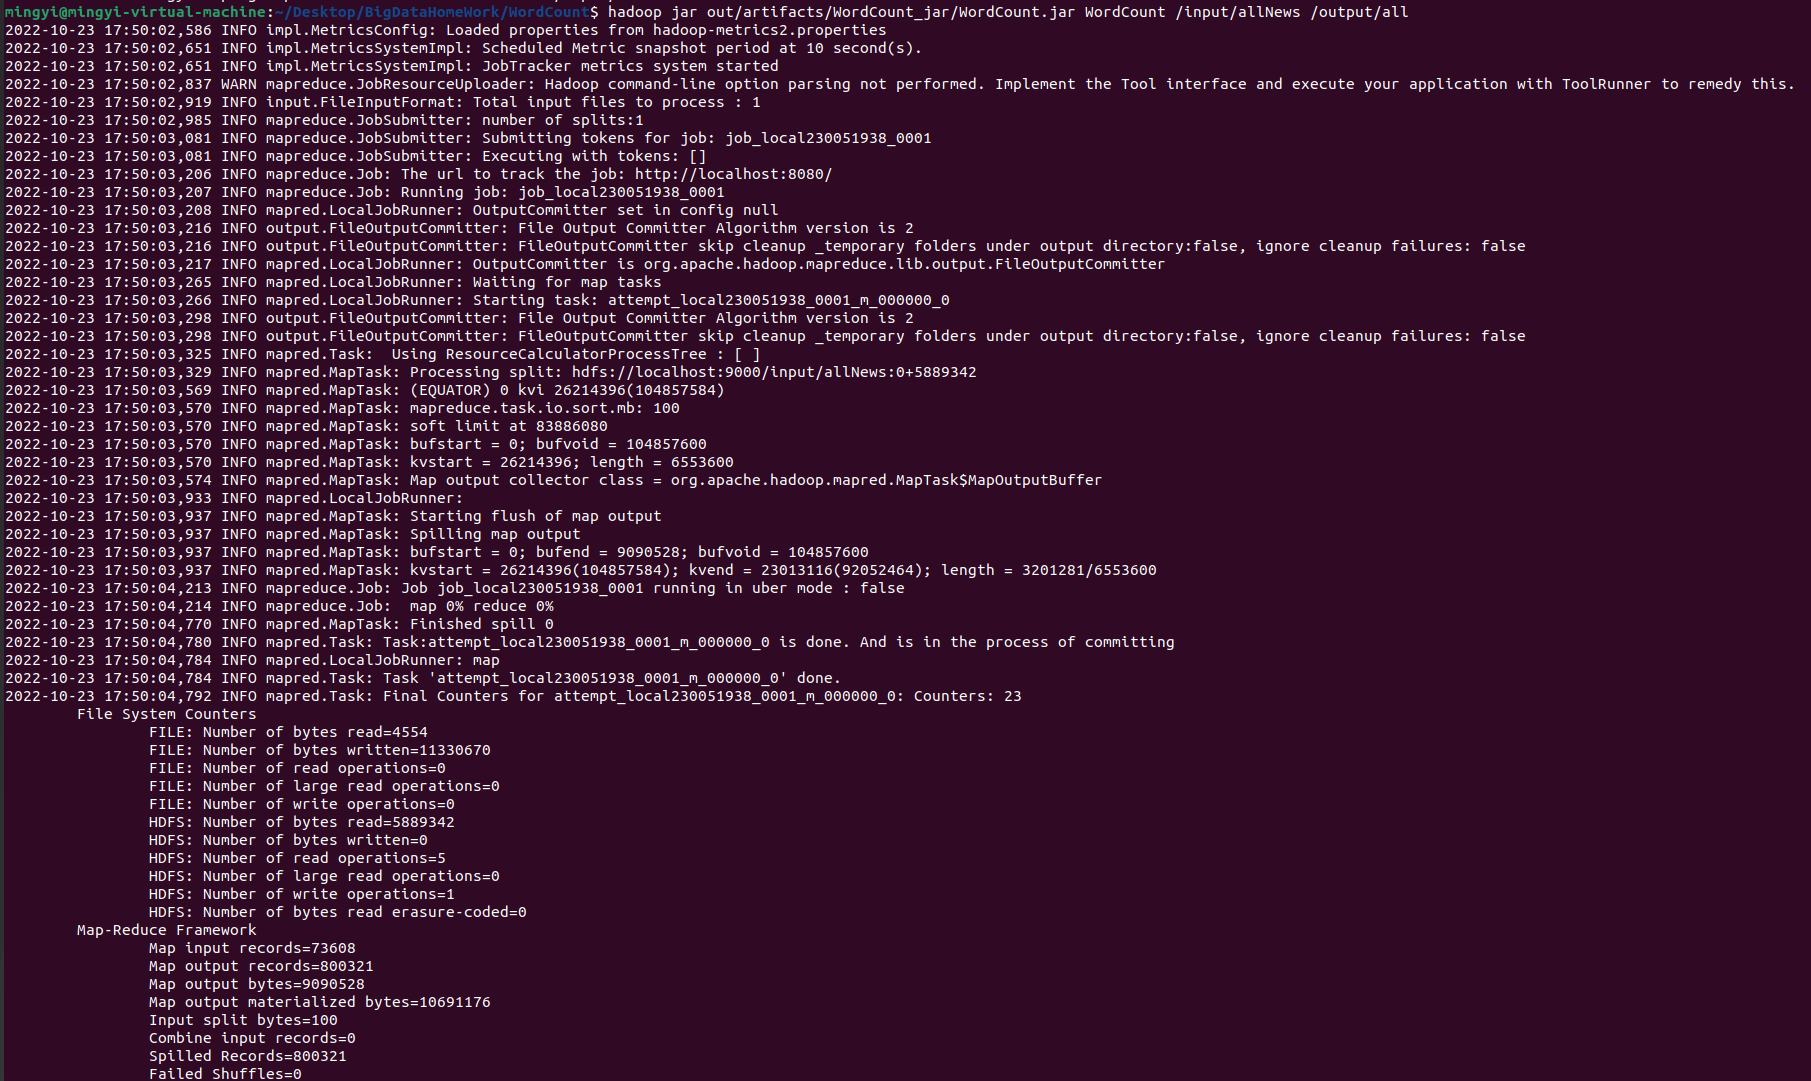 mingyi@mingyi-virtual-machine:~/Desktop/BigDataHomeWork/WordCount$ hadoop jar out/artifacts/WordCount_jar/WordCount.jar WordCount /input/allNews /output/all
2022-10-23 17:50:02,586 INFO impl.MetricsConfig: Loaded properties from hadoop-metrics2.properties
2022-10-23 17:50:02,651 INFO impl.MetricsSystemImpl: Scheduled Metric snapshot period at 10 second(s).
2022-10-23 17:50:02,651 INFO impl.MetricsSystemImpl: JobTracker metrics system started
2022-10-23 17:50:02,837 WARN mapreduce.JobResourceUploader: Hadoop command-line option parsing not performed. Implement the Tool interface and execute your application with ToolRunner to remedy this.
2022-10-23 17:50:02,919 INFO input.FileInputFormat: Total input files to process : 1
2022-10-23 17:50:02,985 INFO mapreduce.JobSubmitter: number of splits:1
2022-10-23 17:50:03,081 INFO mapreduce.JobSubmitter: Submitting tokens for job: job_local230051938_0001
2022-10-23 17:50:03,081 INFO mapreduce.JobSubmitter: Executing with tokens: []
2022-10-23 17:50:03,206 INFO mapreduce.Job: The url to track the job: http://localhost:8080/
2022-10-23 17:50:03,207 INFO mapreduce.Job: Running job: job_local230051938_0001
2022-10-23 17:50:03,208 INFO mapred.LocalJobRunner: OutputCommitter set in config null
2022-10-23 17:50:03,216 INFO output.FileOutputCommitter: File Output Committer Algorithm version is 2
2022-10-23 17:50:03,216 INFO output.FileOutputCommitter: FileOutputCommitter skip cleanup _temporary folders under output directory:false, ignore cleanup failures: false
2022-10-23 17:50:03,217 INFO mapred.LocalJobRunner: OutputCommitter is org.apache.hadoop.mapreduce.lib.output.FileOutputCommitter
2022-10-23 17:50:03,265 INFO mapred.LocalJobRunner: Waiting for map tasks
2022-10-23 17:50:03,266 INFO mapred.LocalJobRunner: Starting task: attempt_local230051938_0001_m_000000_0
2022-10-23 17:50:03,298 INFO output.FileOutputCommitter: File Output Committer Algorithm version is 2
2022-10-23 17:50:03,298 INFO output.FileOutputCommitter: FileOutputCommitter skip cleanup _temporary folders under output directory:false, ignore cleanup failures: false
2022-10-23 17:50:03,325 INFO mapred.Task:  Using ResourceCalculatorProcessTree : [ ]
2022-10-23 17:50:03,329 INFO mapred.MapTask: Processing split: hdfs://localhost:9000/input/allNews:0+5889342
2022-10-23 17:50:03,569 INFO mapred.MapTask: (EQUATOR) 0 kvi 26214396(104857584)
2022-10-23 17:50:03,570 INFO mapred.MapTask: mapreduce.task.io.sort.mb: 100
2022-10-23 17:50:03,570 INFO mapred.MapTask: soft limit at 83886080
2022-10-23 17:50:03,570 INFO mapred.MapTask: bufstart = 0; bufvoid = 104857600
2022-10-23 17:50:03,570 INFO mapred.MapTask: kvstart = 26214396; length = 6553600
2022-10-23 17:50:03,574 INFO mapred.MapTask: Map output collector class = org.apache.hadoop.mapred.MapTask$MapOutputBuffer
2022-10-23 17:50:03,933 INFO mapred.LocalJobRunner:
2022-10-23 17:50:03,937 INFO mapred.MapTask: Starting flush of map output
2022-10-23 17:50:03,937 INFO mapred.MapTask: Spilling map output
2022-10-23 17:50:03,937 INFO mapred.MapTask: bufstart = 0; bufend = 9090528; bufvoid = 104857600
2022-10-23 17:50:03,937 INFO mapred.MapTask: kvstart = 26214396(104857584); kvend = 23013116(92052464); length = 3201281/6553600
2022-10-23 17:50:04,213 INFO mapreduce.Job: Job job_local230051938_0001 running in uber mode : false
2022-10-23 17:50:04,214 INFO mapreduce.Job:  map 0% reduce 0%
2022-10-23 17:50:04,770 INFO mapred.MapTask: Finished spill 0
2022-10-23 17:50:04,780 INFO mapred.Task: Task:attempt_local230051938_0001_m_000000_0 is done. And is in the process of committing
2022-10-23 17:50:04,784 INFO mapred.LocalJobRunner: map
2022-10-23 17:50:04,784 INFO mapred.Task: Task 'attempt_local230051938_0001_m_000000_0' done.
2022-10-23 17:50:04,792 INFO mapred.Task: Final Counters for attempt_local230051938_0001_m_000000_0: Counters: 23
File System Counters
FILE: Number of bytes read=4554
FILE: Number of bytes written=11330670
FILE: Number of read operations=0
FILE: Number of large read operations=0
FILE: Number of write operations=0
HDFS: Number of bytes read=5889342
HDFS: Number of bytes written=0
HDFS: Number of read operations=5
HDFS: Number of large read operations=0
HDFS: Number of write operations=1
HDFS: Number of bytes read erasure-coded=0
Map-Reduce Framework
Map input records=73608
Map output records=800321
Map output bytes=9090528
Map output materialized bytes=10691176
Input split bytes=100
Combine input records=0
Spilled Records=800321
Failed Shuffles=0